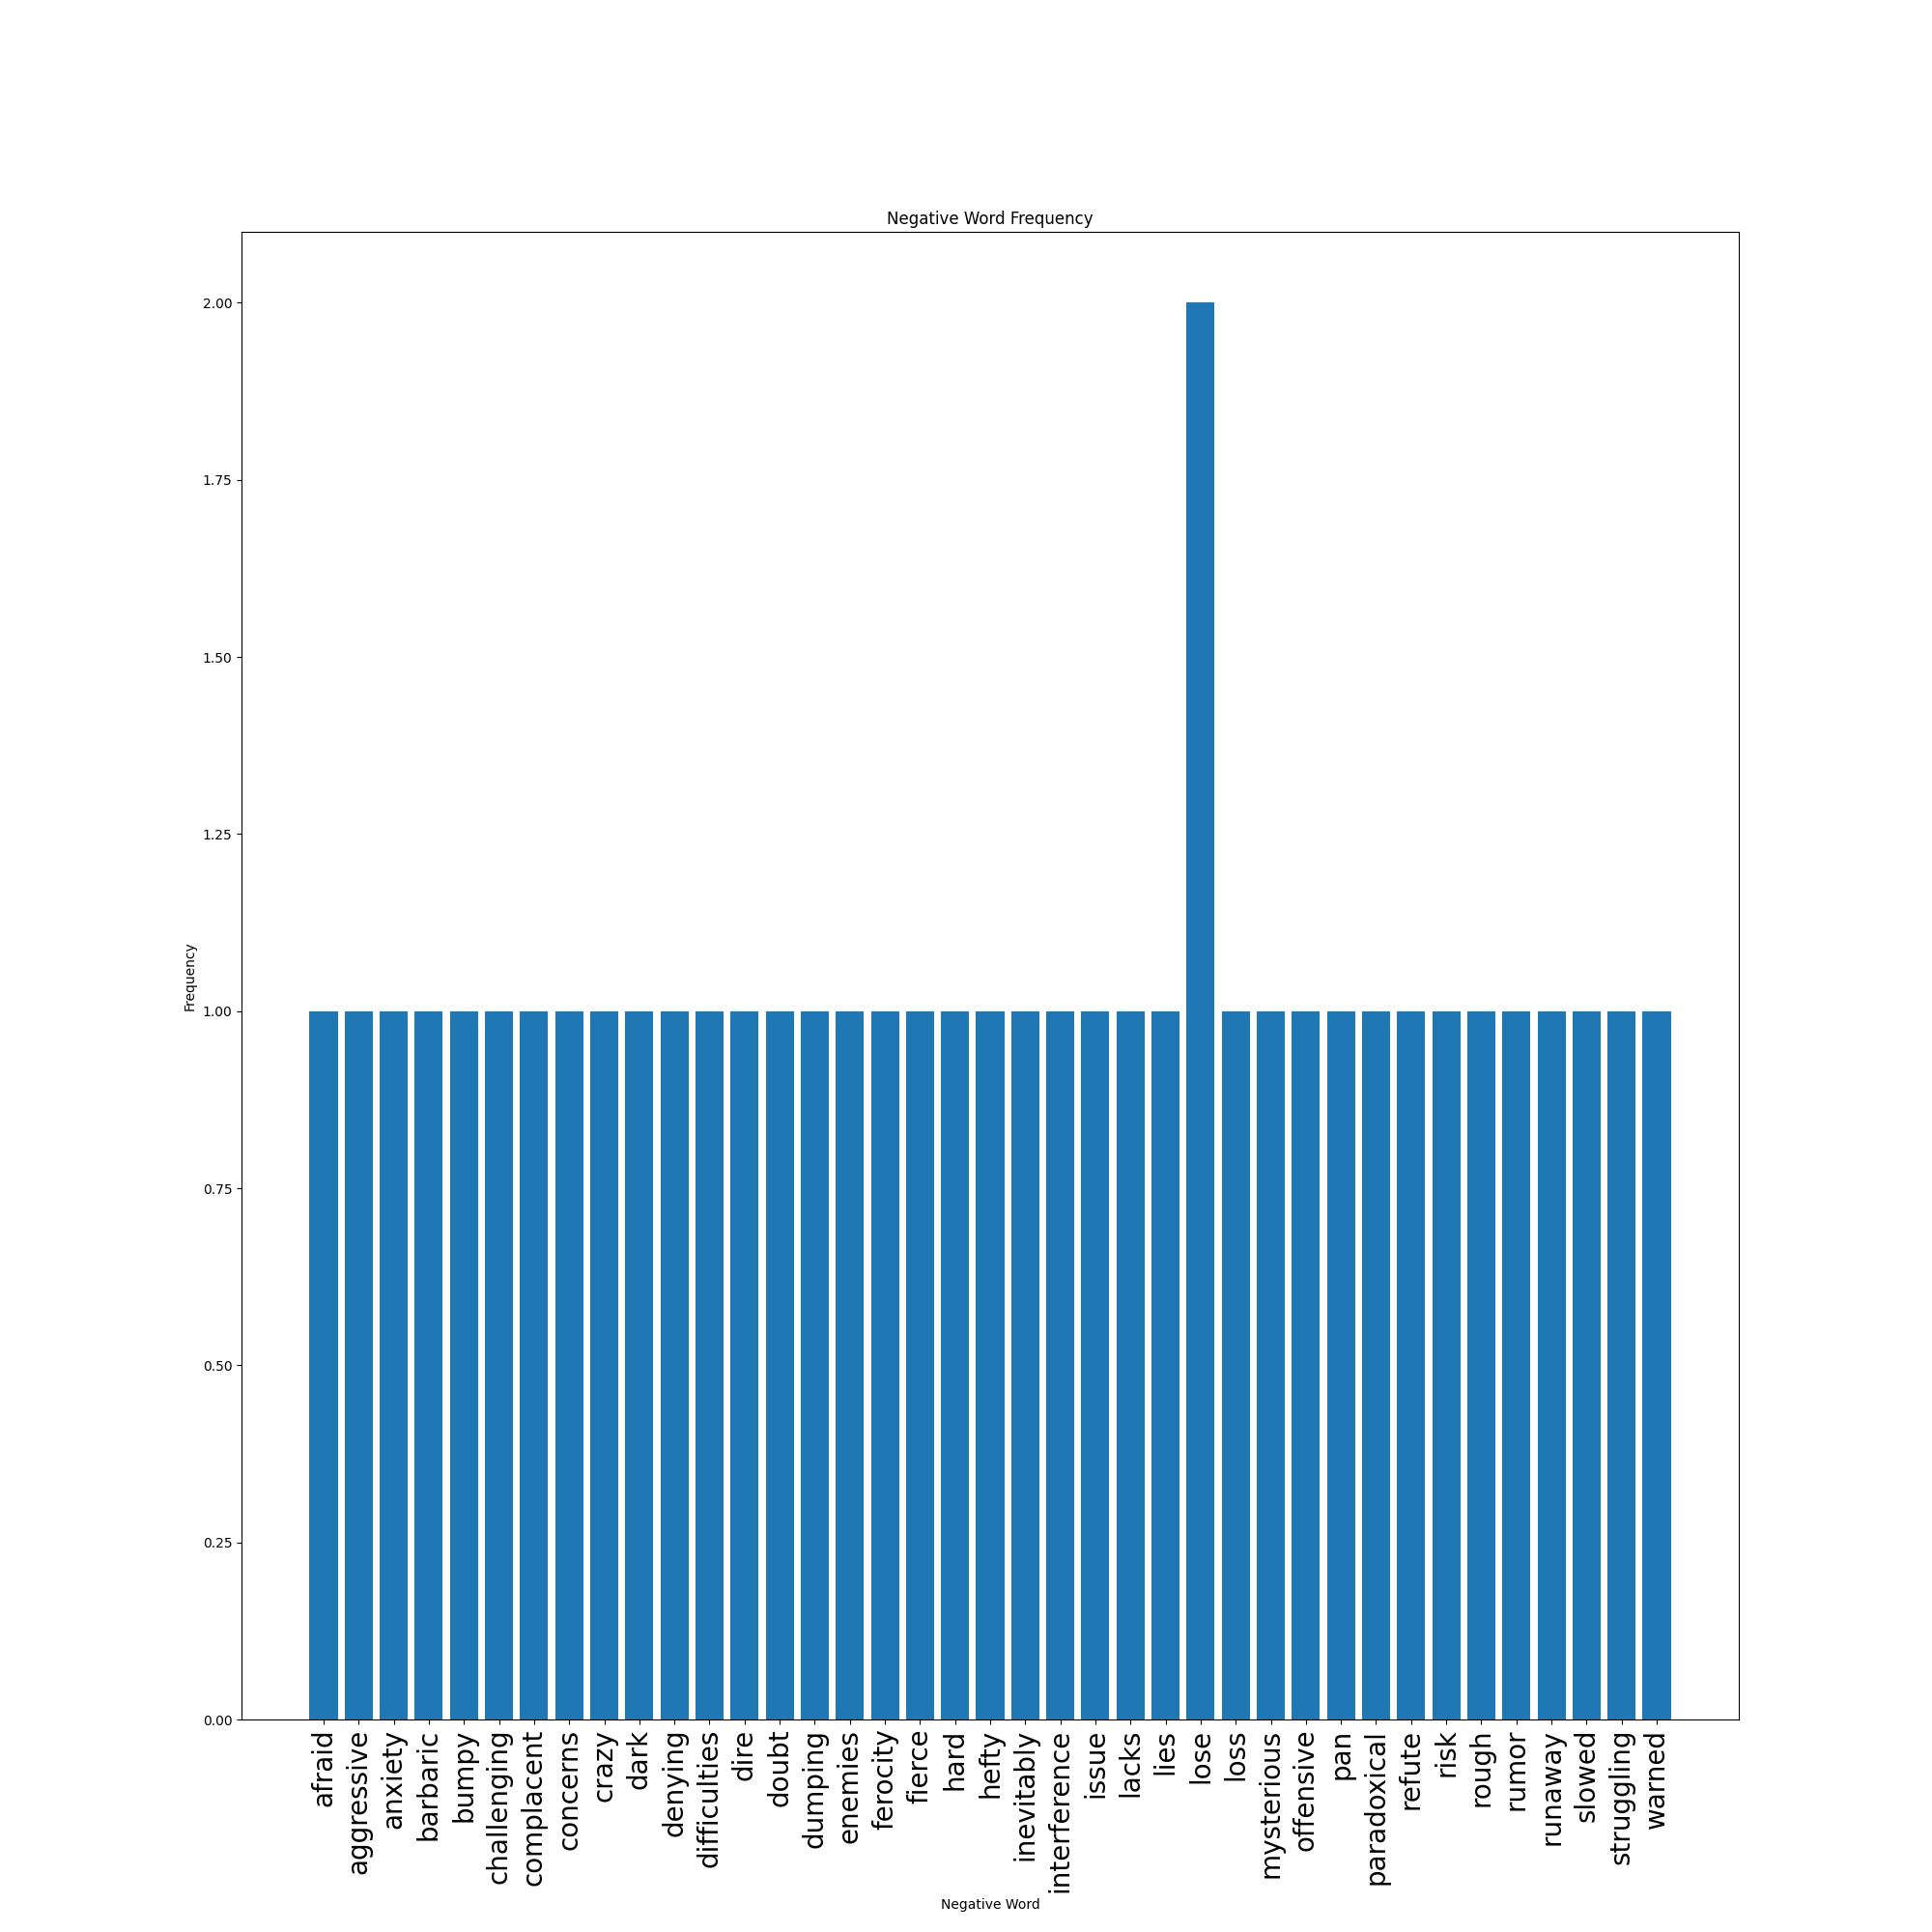 Negative Word Frequency
2.00
1.75
1.50
1.25
1.00
0.75
0.50
0.25
0.00
Frequency
afraid
aggressive
anxiety
barbaric
bumpy
challenging
complacent
concerns
crazy
dark
denying
difficulties
dire
doubt
dumping
enemies
ferocity
fierce
hard
hefty
inevitably
interference
issue
lacks
lies
lose
loss
mysterious
offensive
pan
paradoxical
refute
risk
rough
rumor
runaway
slowed
struggling
warned
Negative Word